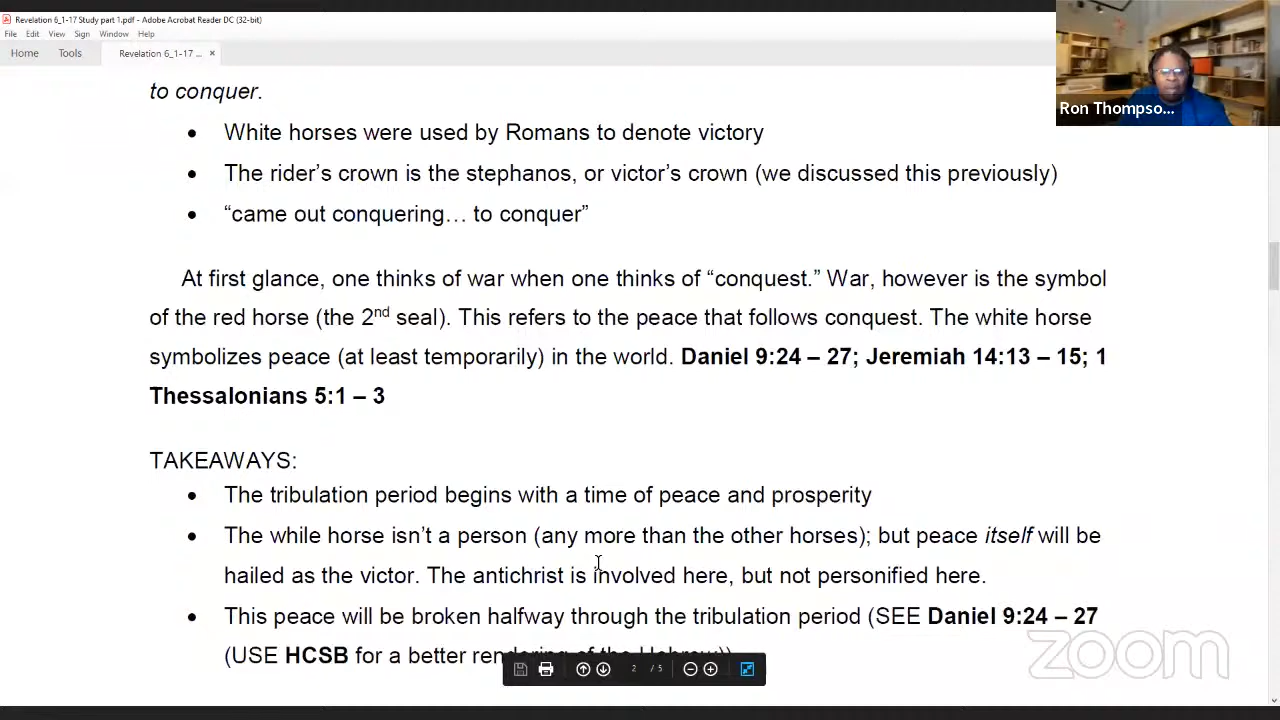 Revelation 6_1-17 Study part 1.pdf - Adobe Acrobat Reader DC (32-bit)
File Edit View Sign Window Help
Home Tools Revelation 6_1-17 ... ×
Ron Thompso...
to conquer.
• White horses were used by Romans to denote victory
• The rider’s crown is the stephanos, or victor’s crown (we discussed this previously)
• “came out conquering… to conquer”
At first glance, one thinks of war when one thinks of “conquest.” War, however is the symbol
of the red horse (the 2nd seal). This refers to the peace that follows conquest. The white horse
symbolizes peace (at least temporarily) in the world. Daniel 9:24 – 27; Jeremiah 14:13 – 15; 1
Thessalonians 5:1 – 3
TAKEAWAYS:
• The tribulation period begins with a time of peace and prosperity
• The while horse isn’t a person (any more than the other horses); but peace itself will be
hailed as the victor. The antichrist is involved here, but not personified here.
• This peace will be broken halfway through the tribulation period (SEE Daniel 9:24 – 27
(USE HCSB for a better rendering of the Hebrew))
2 / 5
zoom